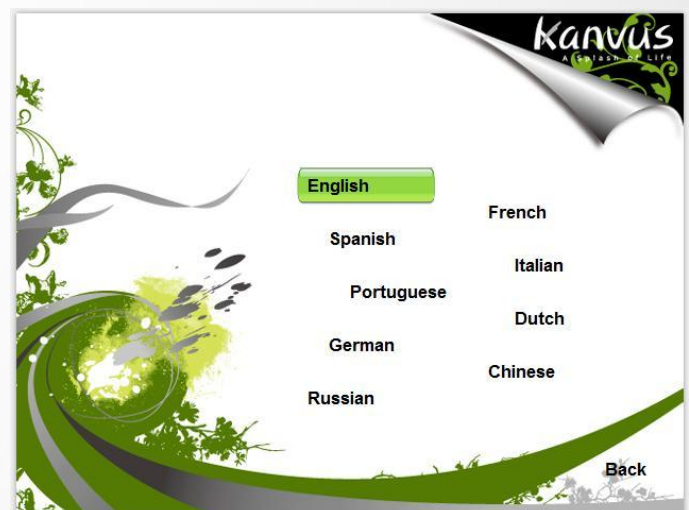 Kanvus
A Splash of Life
English
French
Spanish
Italian
Portuguese
Dutch
German
Chinese
Russian
Back